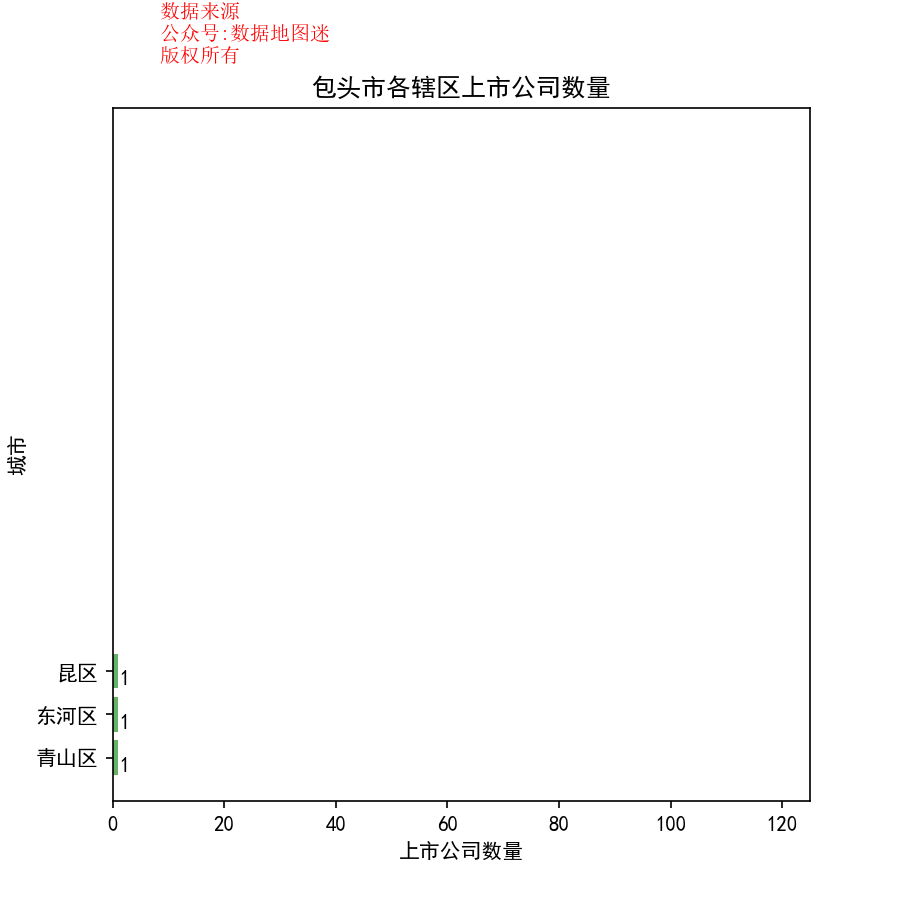 数据来源
公众号:数据地图迷
版权所有
包头市各辖区上市公司数量
城市
昆区
1
东河区
1
青山区
1
0 20 40 60 80 100 120
上市公司数量